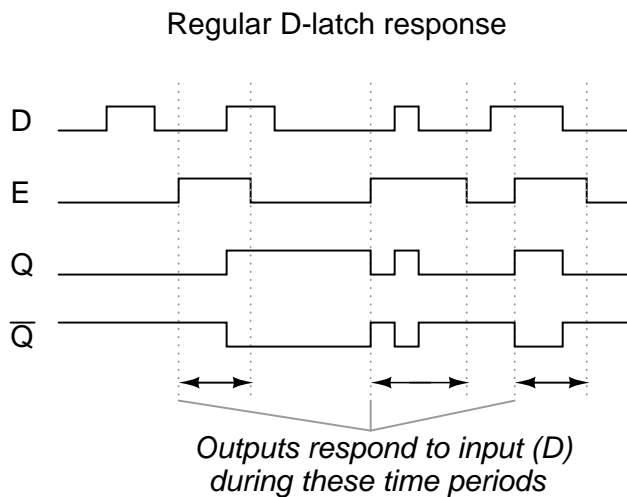 Regular D-latch response
D
E
Q
Q̅
Outputs respond to input (D)
during these time periods